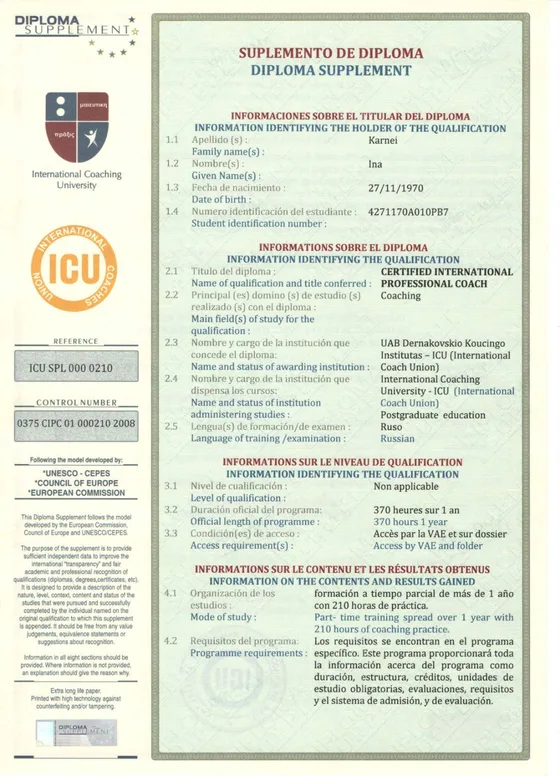 DIPLOMA
SUPPLEMENT
μαιευτικη
πρᾶξις
International Coaching
University
INTERNATIONAL
COACHES
UNION
ICU
REFERENCE
ICU SPL 000 0210
CONTROL NUMBER
0375 CIPC 01 000210 2008
Following the model developed by:
*UNESCO - CEPES
*COUNCIL OF EUROPE
*EUROPEAN COMMISSION
This Diploma Supplement follows the model
developed by the European Commission,
Council of Europe and UNESCO/CEPES.
The purpose of the supplement is to provide
sufficient independent data to improve the
international "transparency" and fair
academic and professional recognition of
qualifications (diplomas, degrees,certificates, etc).
It is designed to provide a description of the
nature, level, context, content and status of the
studies that were pursued and successfully
completed by the individual named on the
original qualification to which this supplement
is appended. It should be free from any value
judgements, equivalence statements or
suggestions about recognition.
Information in all eight sections should be
provided. Where information is not provided,
an explanation should give the reason why.
Extra long life paper.
Printed with high technology against
counterfeiting and/or tampering.
DIPLOMA
SUPPLEMENT
SUPLEMENTO DE DIPLOMA
DIPLOMA SUPPLEMENT
INFORMACIONES SOBRE EL TITULAR DEL DIPLOMA
INFORMATION IDENTIFYING THE HOLDER OF THE QUALIFICATION
1.1 Apellido (s) : Karnei
Family name(s) :
1.2 Nombre(s) : Ina
Given Name(s) :
1.3 Fecha de nacimiento : 27/11/1970
Date of birth :
1.4 Numero identificación del estudiante : 4271170A010PB7
Student identification number :
INFORMATIONS SOBRE EL DIPLOMA
INFORMATION IDENTIFYING THE QUALIFICATION
2.1 Titulo del diploma : CERTIFIED INTERNATIONAL
Name of qualification and title conferred : PROFESSIONAL COACH
2.2 Principal (es) domino (s) de estudio (s) Coaching
realizado (s) con el diploma :
Main field(s) of study for the
qualification :
2.3 Nombre y cargo de la institución que UAB Dernakovskio Koucingo
concede el diploma: Institutas – ICU (International
Name and status of awarding institution : Coach Union)
2.4 Nombre y cargo de la institución que International Coaching
dispensa los cursos: University - ICU (International
Name and status of institution Coach Union)
administering studies : Postgraduate education
2.5 Lengua(s) de formación/de examen : Ruso
Language of training /examination : Russian
INFORMATIONS SUR LE NIVEAU DE QUALIFICATION
INFORMATION IDENTIFYING THE QUALIFICATION
3.1 Nivel de cualificación : Non applicable
Level of qualification :
3.2 Duración oficial del programa: 370 heures sur 1 an
Official length of programme : 370 hours 1 year
3.3 Condición(es) de acceso : Accès par la VAE et sur dossier
Access requirement(s) : Access by VAE and folder
INFORMATIONS SUR LE CONTENU ET LES RÉSULTATS OBTENUS
INFORMATION ON THE CONTENTS AND RESULTS GAINED
4.1 Organización de los formación a tiempo parcial de más de 1 año
estudios : con 210 horas de práctica.
Mode of study : Part- time training spread over 1 year with
210 hours of coaching practice.
4.2 Requisitos del programa: Los requisitos se encontran en el programa
Programme requirements : específico. Este programa proporcionará toda
la información acerca del programa como
duración, estructura, créditos, unidades de
estudio obligatorias, evaluaciones, requisitos
y el sistema de admisión, y de evaluación.